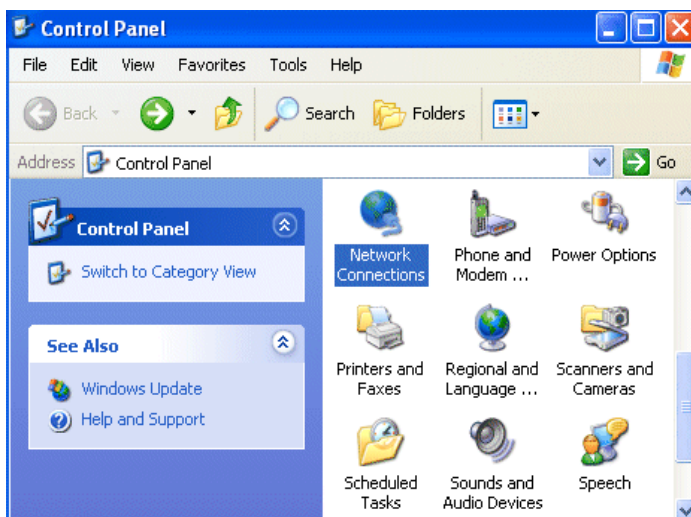 Control Panel
File Edit View Favorites Tools Help
Back Search Folders
Address Control Panel Go
Control Panel
Switch to Category View
See Also
Windows Update
Help and Support
Network Connections
Phone and Modem ...
Power Options
Printers and Faxes
Regional and Language ...
Scanners and Cameras
Scheduled Tasks
Sounds and Audio Devices
Speech